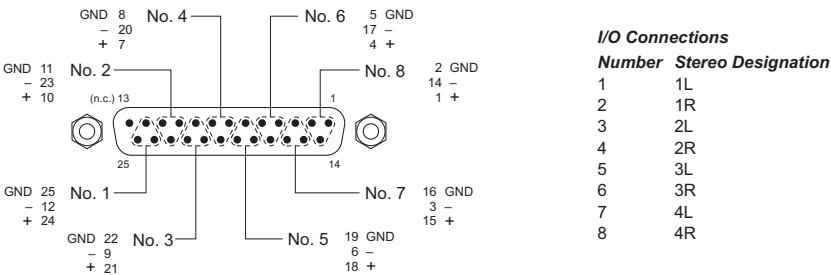 GND 8 No. 4 No. 6 5 GND
– 20 17 –
+ 7 4 +
GND 11 No. 2 No. 8 2 GND
– 23 14 –
+ 10 1 +
(n.c.) 13 1
25 14
GND 25 No. 1 No. 7 16 GND
– 12 3 –
+ 24 15 +
GND 22 No. 3 No. 5 19 GND
– 9 6 –
+ 21 18 +
I/O Connections
Number Stereo Designation
1 1L
2 1R
3 2L
4 2R
5 3L
6 3R
7 4L
8 4R